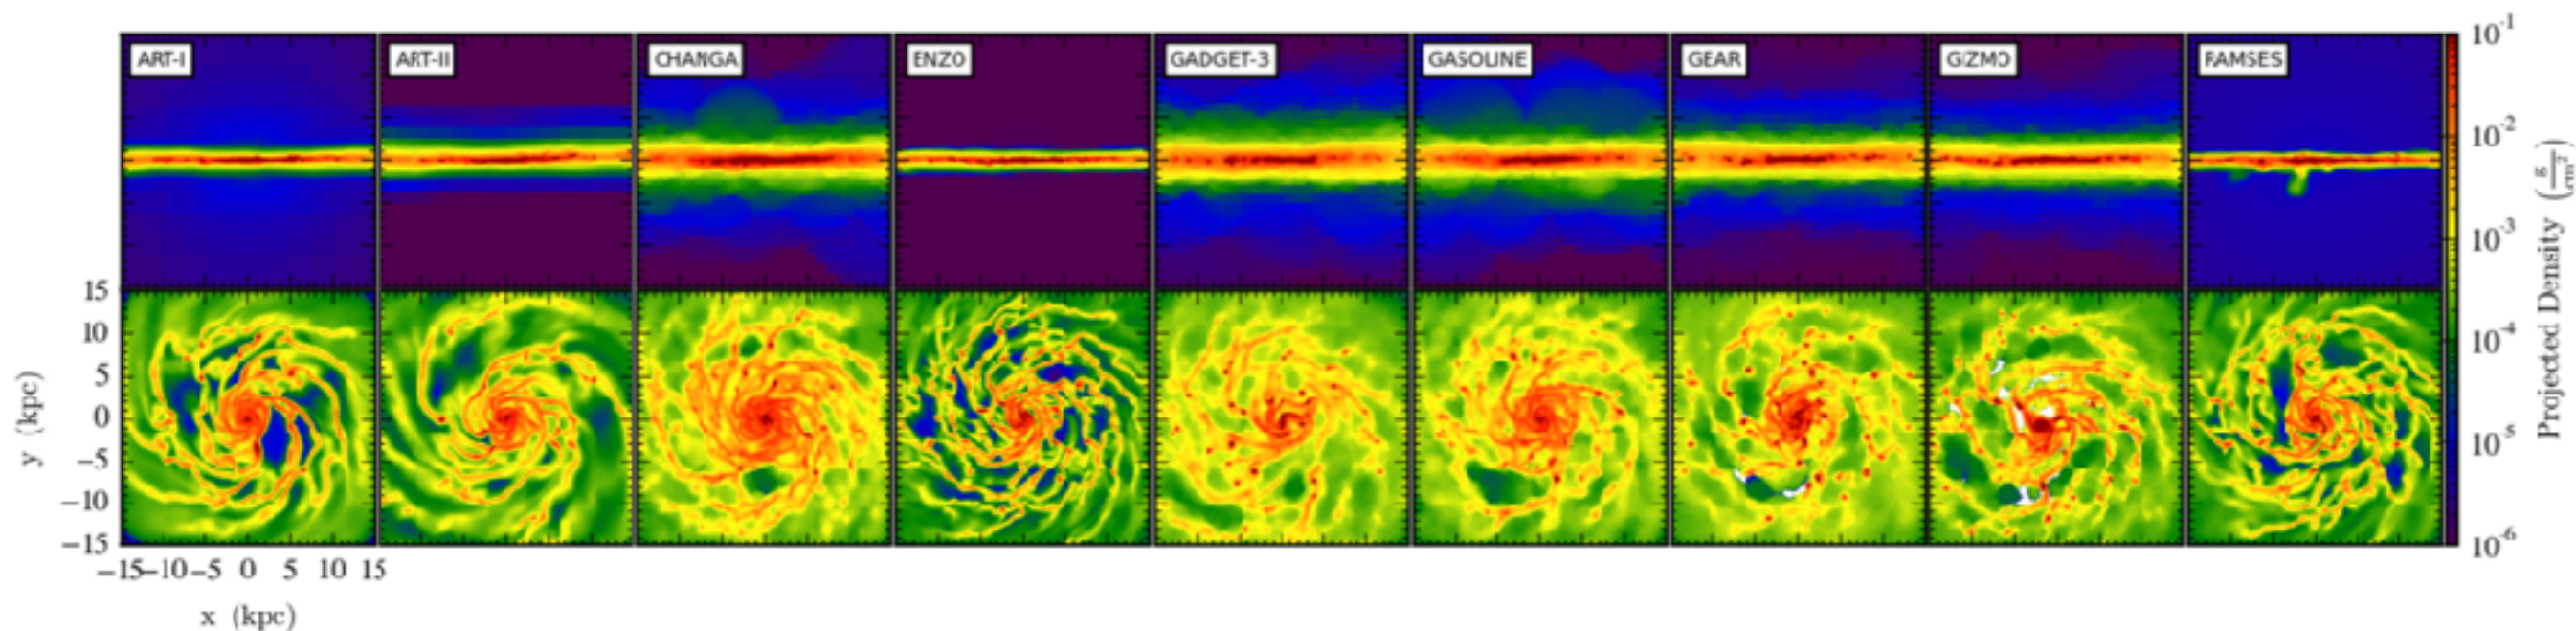 ART-I ART-II CHANGA ENZO GADGET-3 GASOLINE GEAR GIZMO RAMSES
10^-1
10^-2
10^-3
10^-4
10^-5
10^-6
Projected Density (g/cm^2)
15
10
5
0
−5
−10
−15
y (kpc)
−15 −10 −5 0 5 10 15
x (kpc)